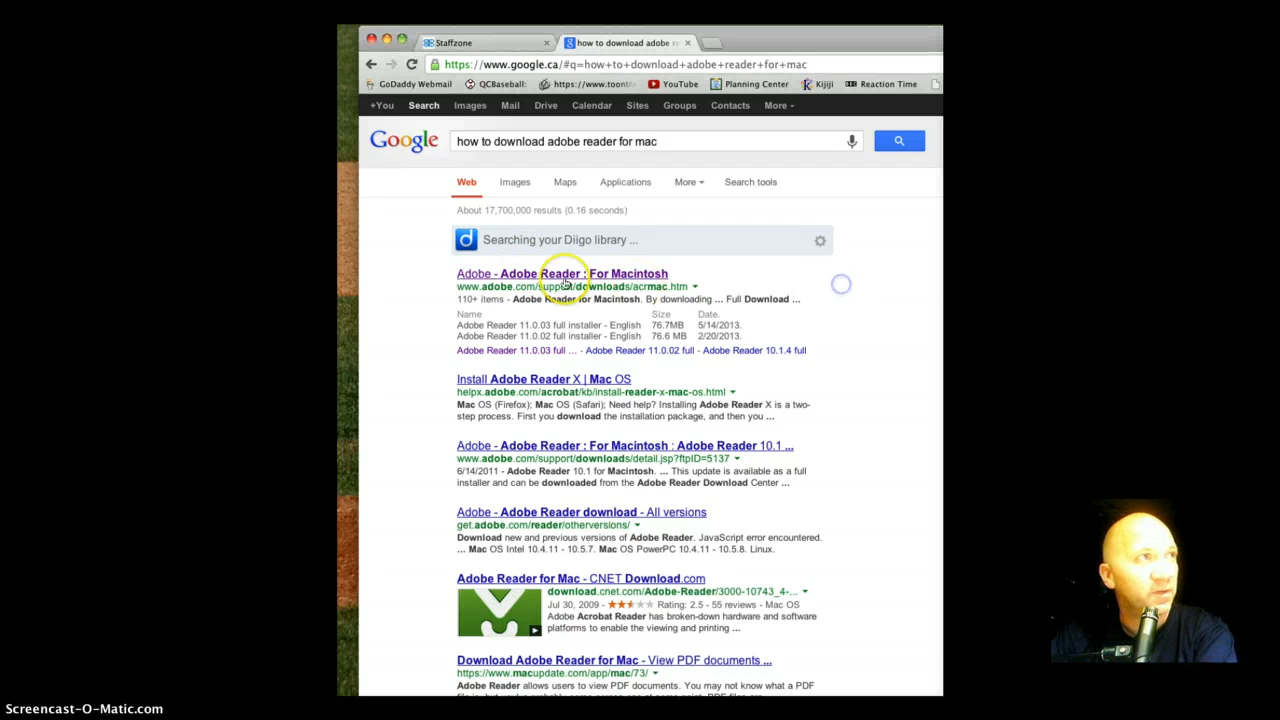 Staffzone
how to download adobe re
https://www.google.ca/#q=how+to+download+adobe+reader+for+mac
GoDaddy Webmail QCBaseball: https://www.toontra YouTube Planning Center Kijiji Reaction Time
+You Search Images Mail Drive Calendar Sites Groups Contacts More
Google how to download adobe reader for mac
Web Images Maps Applications More Search tools
About 17,700,000 results (0.16 seconds)
d Searching your Diigo library ...
Adobe - Adobe Reader : For Macintosh
www.adobe.com/support/downloads/acrmac.htm
110+ items - Adobe Reader for Macintosh. By downloading ... Full Download ...
Name Size Date.
Adobe Reader 11.0.03 full installer - English 76.7MB 5/14/2013.
Adobe Reader 11.0.02 full installer - English 76.6 MB 2/20/2013.
Adobe Reader 11.0.03 full ... - Adobe Reader 11.0.02 full - Adobe Reader 10.1.4 full
Install Adobe Reader X | Mac OS
helpx.adobe.com/acrobat/kb/install-reader-x-mac-os.html
Mac OS (Firefox); Mac OS (Safari); Need help? Installing Adobe Reader X is a two-
step process. First you download the installation package, and then you ...
Adobe - Adobe Reader : For Macintosh : Adobe Reader 10.1 ...
www.adobe.com/support/downloads/detail.jsp?ftpID=5137
6/14/2011 - Adobe Reader 10.1 for Macintosh. ... This update is available as a full
installer and can be downloaded from the Adobe Reader Download Center ...
Adobe - Adobe Reader download - All versions
get.adobe.com/reader/otherversions/
Download new and previous versions of Adobe Reader. JavaScript error encountered.
... Mac OS Intel 10.4.11 - 10.5.7. Mac OS PowerPC 10.4.11 - 10.5.8. Linux.
Adobe Reader for Mac - CNET Download.com
download.cnet.com/Adobe-Reader/3000-10743_4-...
Jul 30, 2009 - Rating: 2.5 - 55 reviews - Mac OS
Adobe Acrobat Reader has broken-down hardware and software
platforms to enable the viewing and printing ...
Download Adobe Reader for Mac - View PDF documents ...
https://www.macupdate.com/app/mac/73/
Adobe Reader allows users to view PDF documents. You may not know what a PDF
Screencast-O-Matic.com